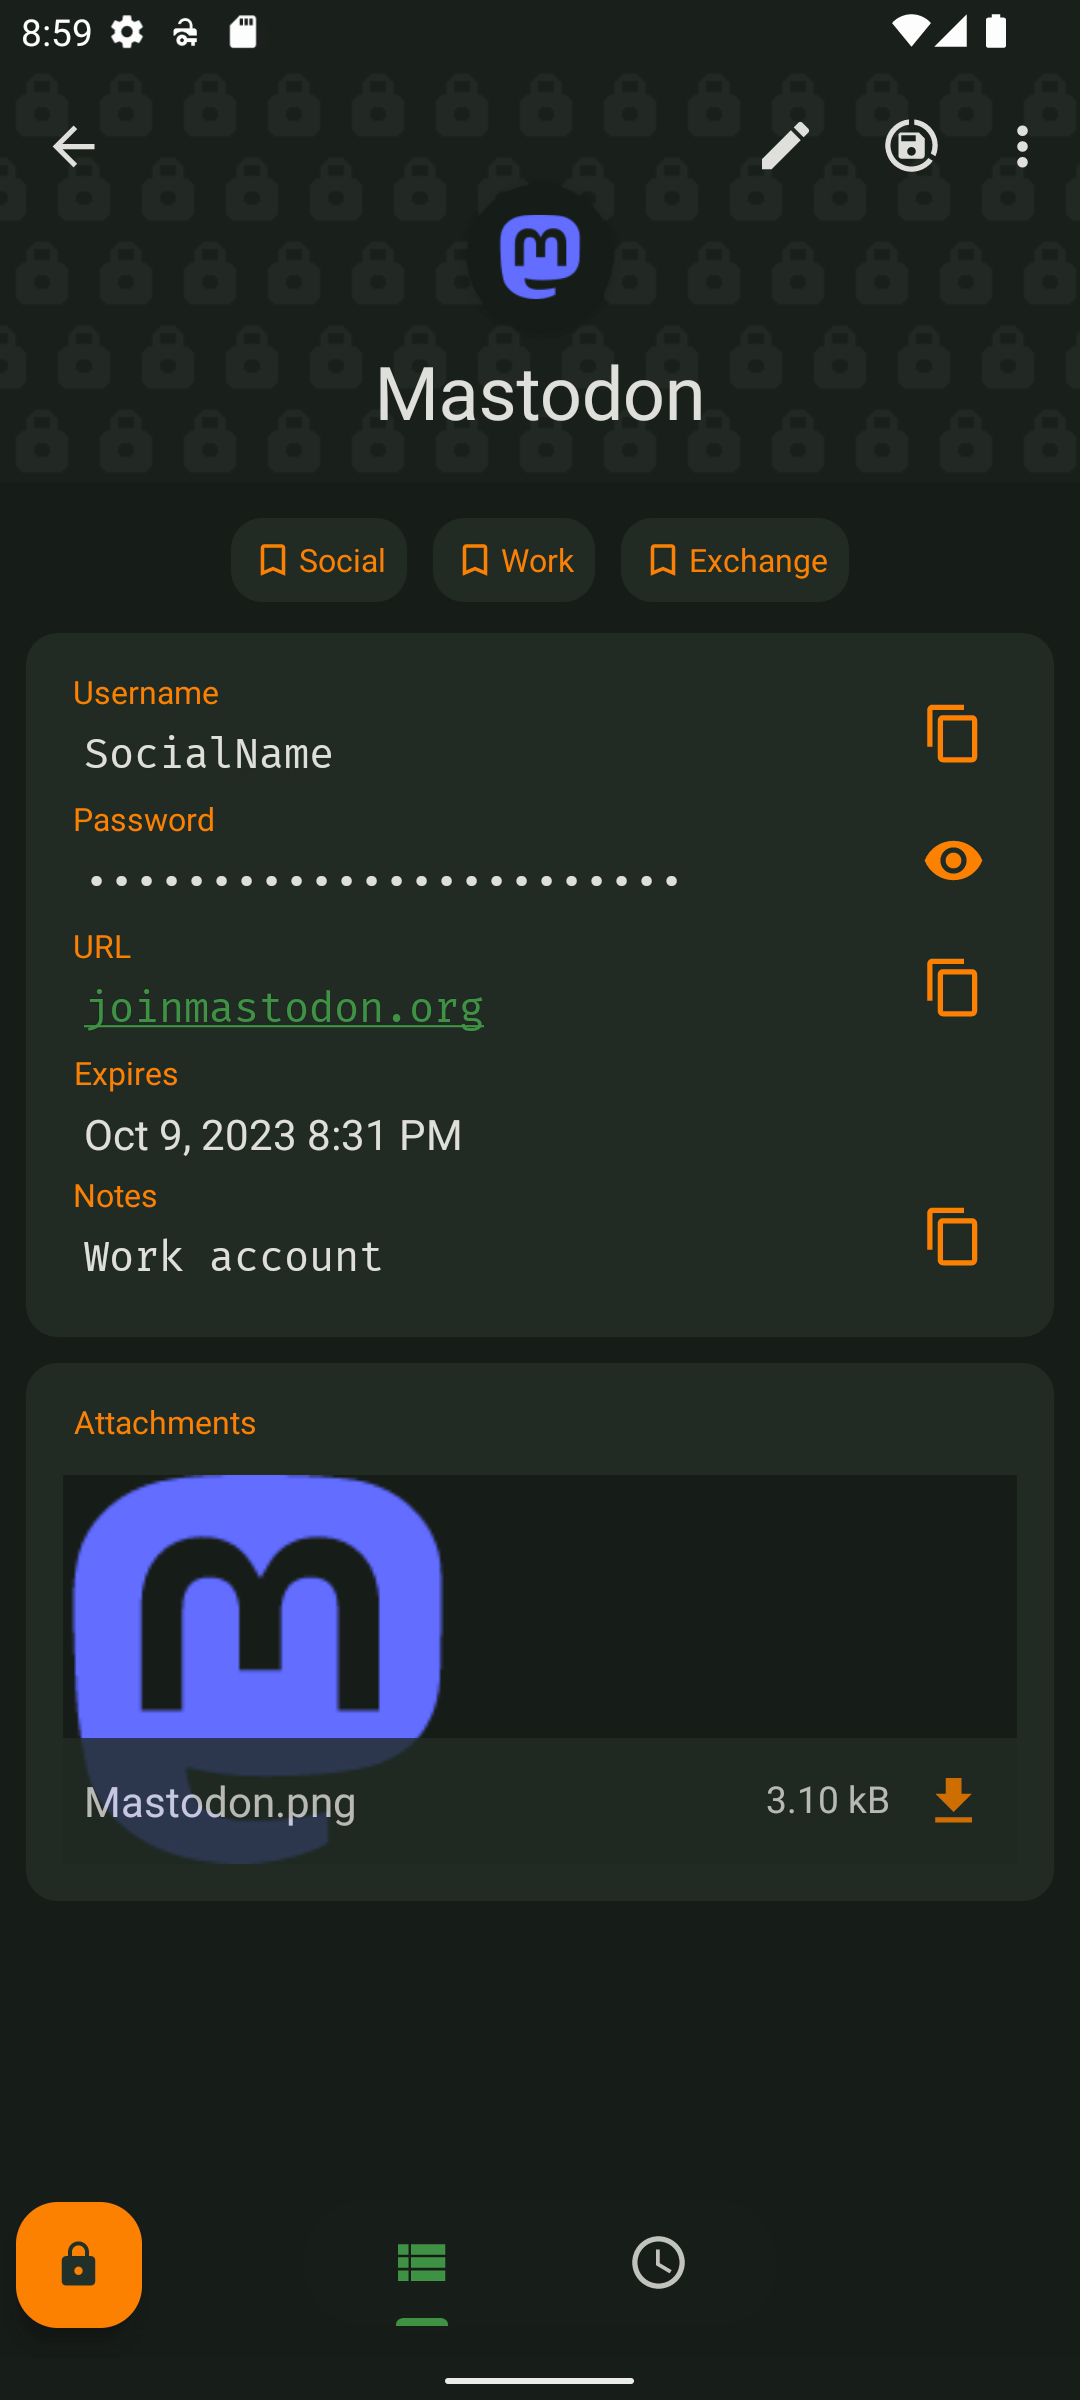 8:59
Mastodon
Social Work Exchange
Username
SocialName
Password
••••••••••••••••••••••••
URL
joinmastodon.org
Expires
Oct 9, 2023 8:31 PM
Notes
Work account
Attachments
Mastodon.png 3.10 kB